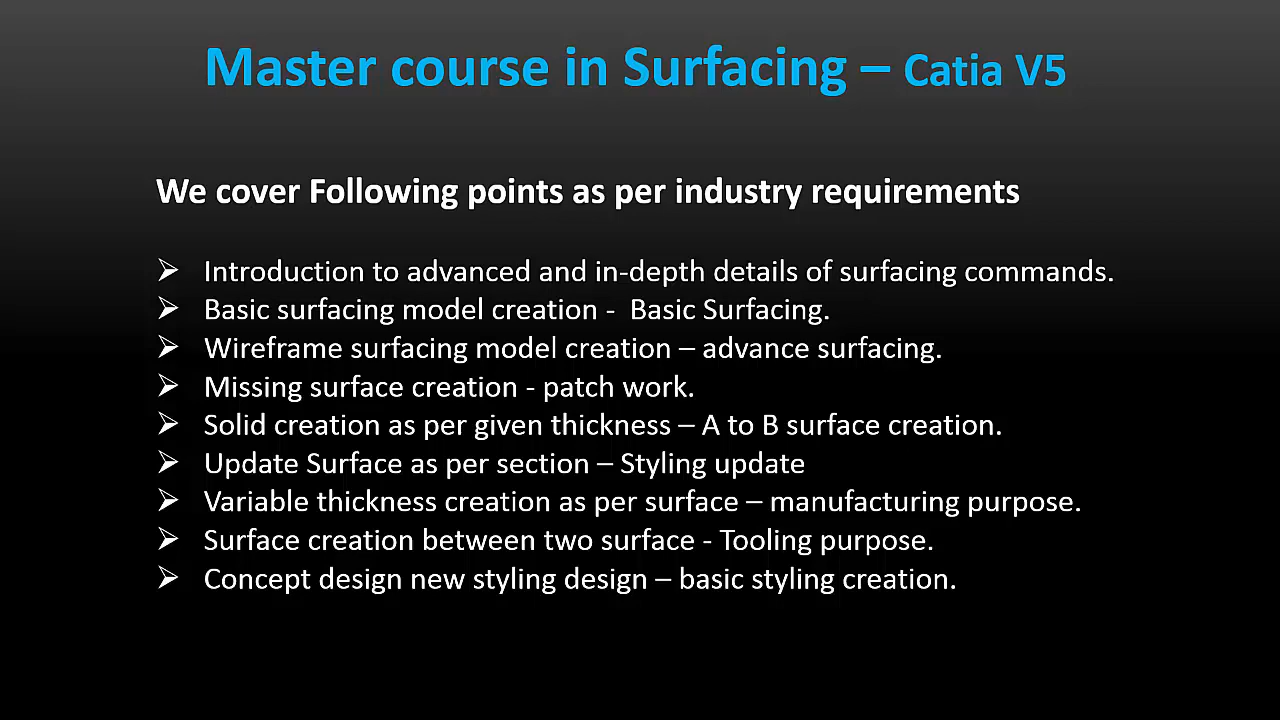 Master course in Surfacing – Catia V5
We cover Following points as per industry requirements
➢ Introduction to advanced and in-depth details of surfacing commands.
➢ Basic surfacing model creation - Basic Surfacing.
➢ Wireframe surfacing model creation – advance surfacing.
➢ Missing surface creation - patch work.
➢ Solid creation as per given thickness – A to B surface creation.
➢ Update Surface as per section – Styling update
➢ Variable thickness creation as per surface – manufacturing purpose.
➢ Surface creation between two surface - Tooling purpose.
➢ Concept design new styling design – basic styling creation.